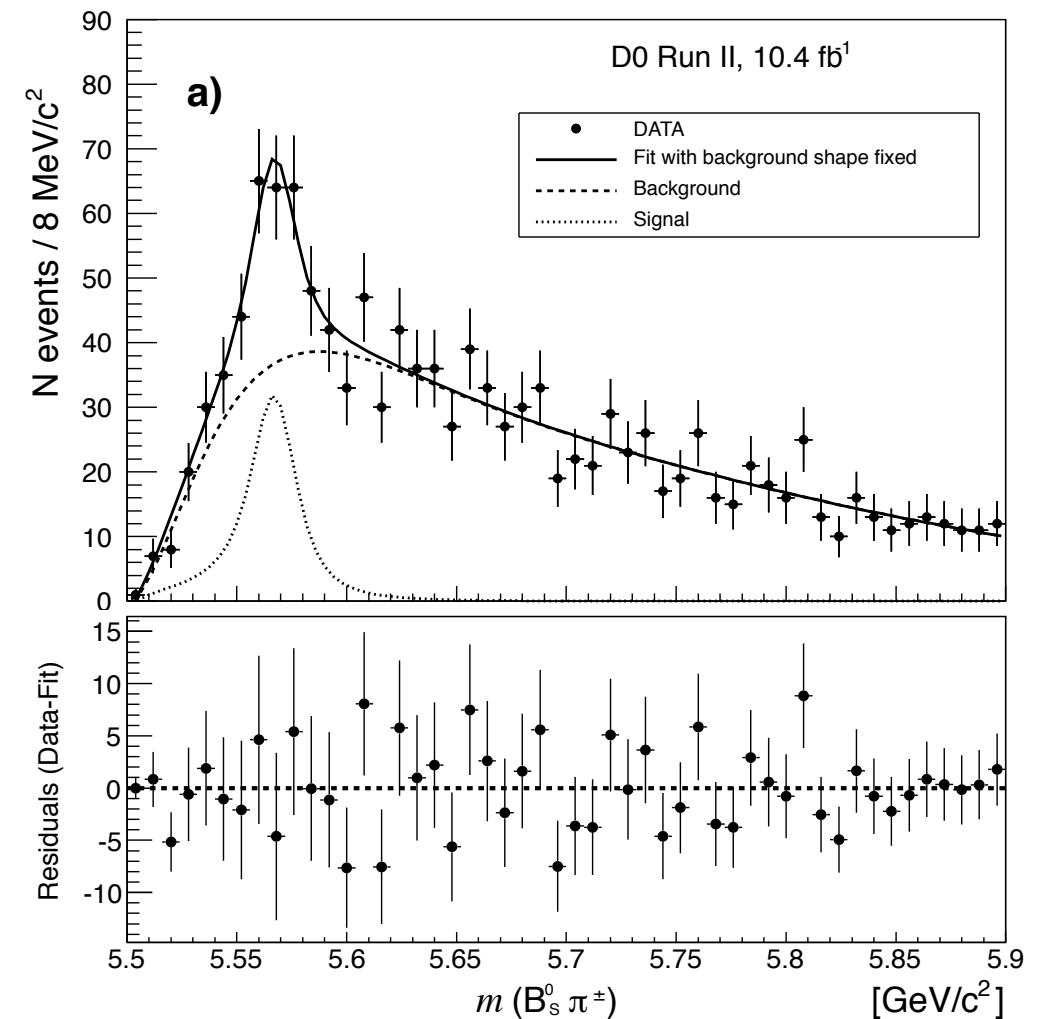 D0 Run II, 10.4 fb⁻¹
a)
DATA
Fit with background shape fixed
Background
Signal
N events / 8 MeV/c²
90
80
70
60
50
40
30
20
10
0
Residuals (Data-Fit)
15
10
5
0
-5
-10
5.5 5.55 5.6 5.65 5.7 5.75 5.8 5.85 5.9
m (B⁰ₛ π±) [GeV/c²]